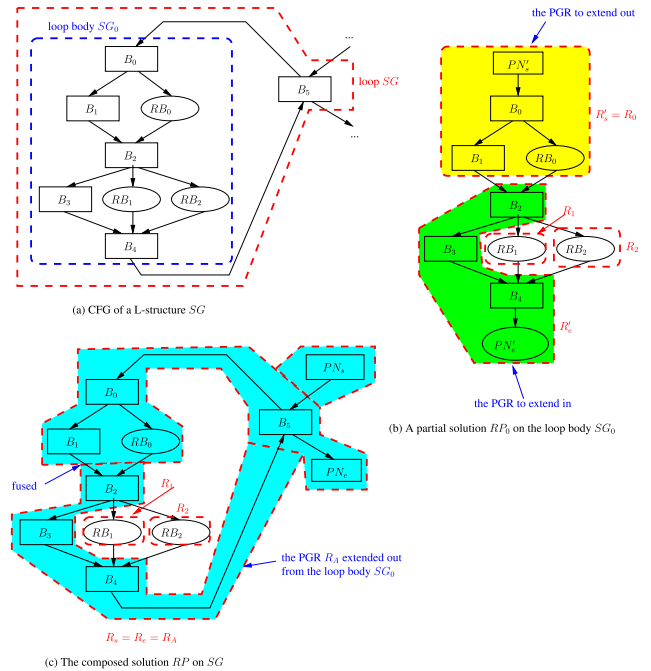 loop body SG₀
B₀
B₁
RB₀
B₂
B₃
RB₁
RB₂
B₄
B₅
...
...
loop SG
(a) CFG of a L-structure SG
the PGR to extend out
PN′ₛ
B₀
B₁
RB₀
R′ₛ = R₀
B₂
R₁
B₃
RB₁
RB₂
R₂
B₄
R′ₑ
PN′ₑ
the PGR to extend in
(b) A partial solution RP₀ on the loop body SG₀
PNₛ
B₀
B₅
B₁
RB₀
PNₑ
fused
B₂
R₁
R₂
B₃
RB₁
RB₂
B₄
the PGR R_A extended out
from the loop body SG₀
Rₛ = Rₑ = R_A
(c) The composed solution RP on SG